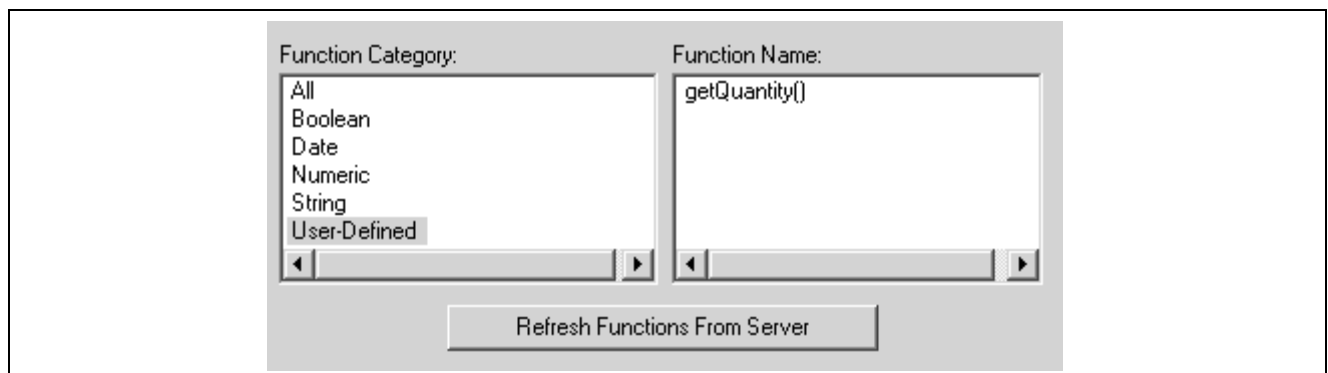 Function Category:
Function Name:
All
Boolean
Date
Numeric
String
User-Defined
getQuantity()
Refresh Functions From Server